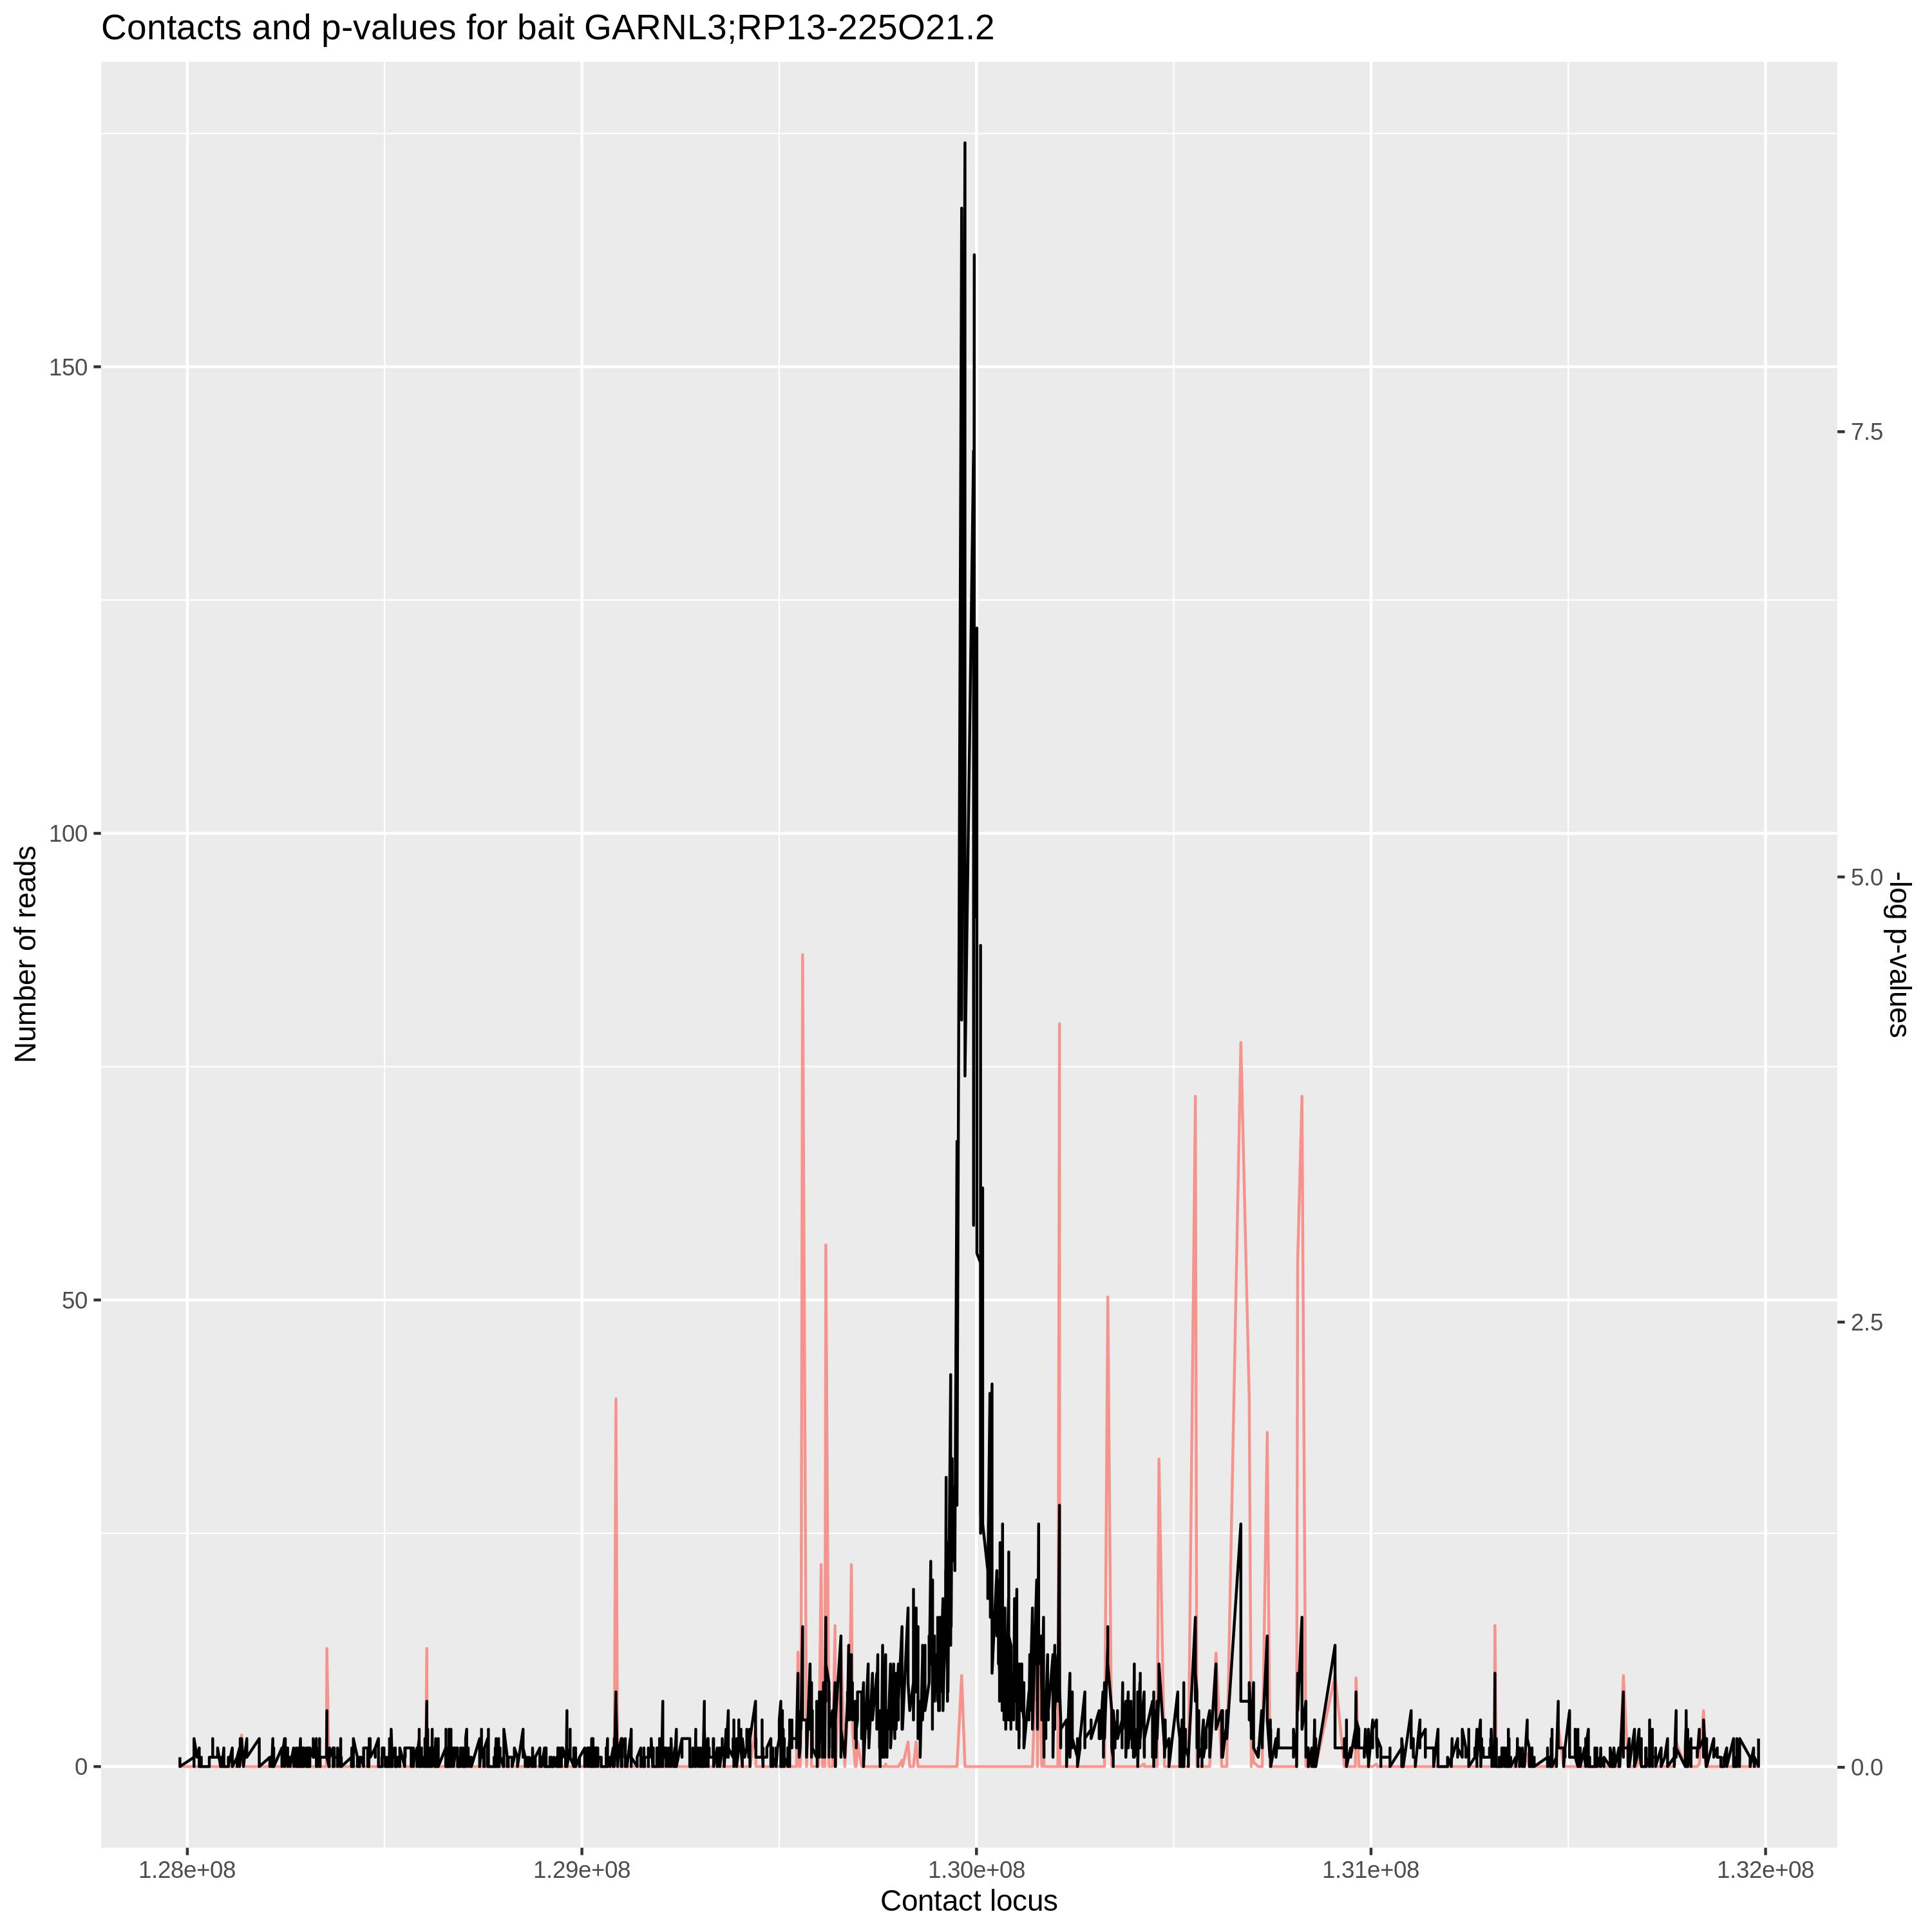 Contacts and p-values for bait GARNL3;RP13-225O21.2
150
100
50
0
Number of reads
7.5
5.0
2.5
0.0
-log p-values
1.28e+08
1.29e+08
1.30e+08
1.31e+08
1.32e+08
Contact locus